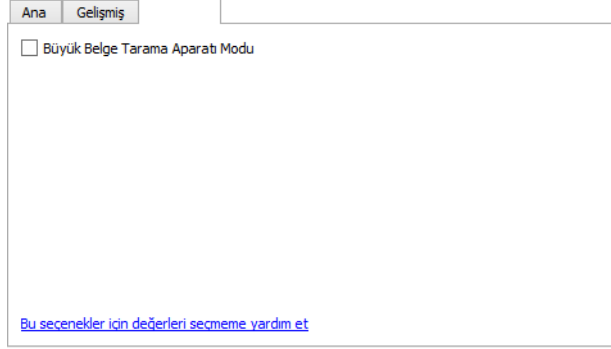 Ana Gelişmiş
Büyük Belge Tarama Aparatı Modu
Bu seçenekler için değerleri seçmeme yardım et